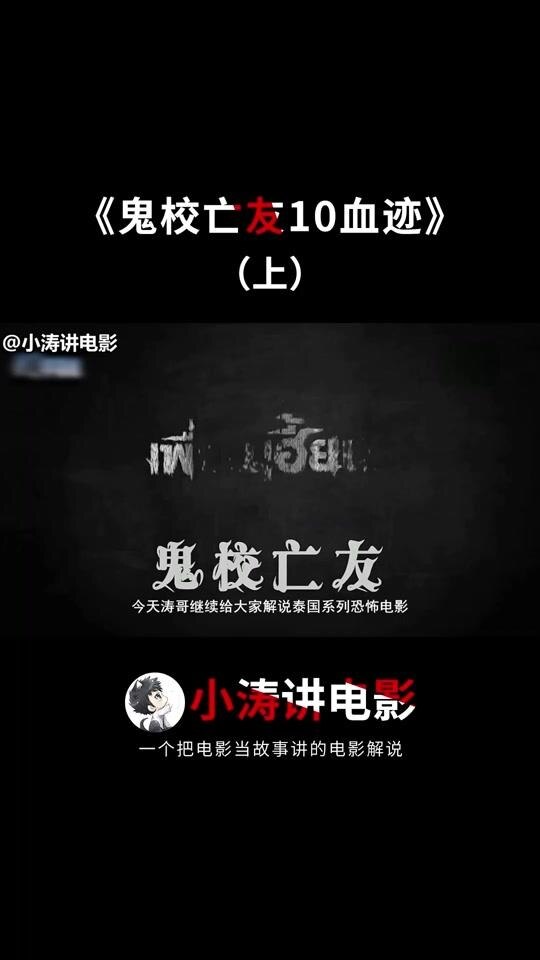 《鬼校亡友10血迹》
（上）
@小涛讲电影
鬼校亡友
今天涛哥继续给大家解说泰国系列恐怖电影
小涛讲电影
一个把电影当故事讲的电影解说